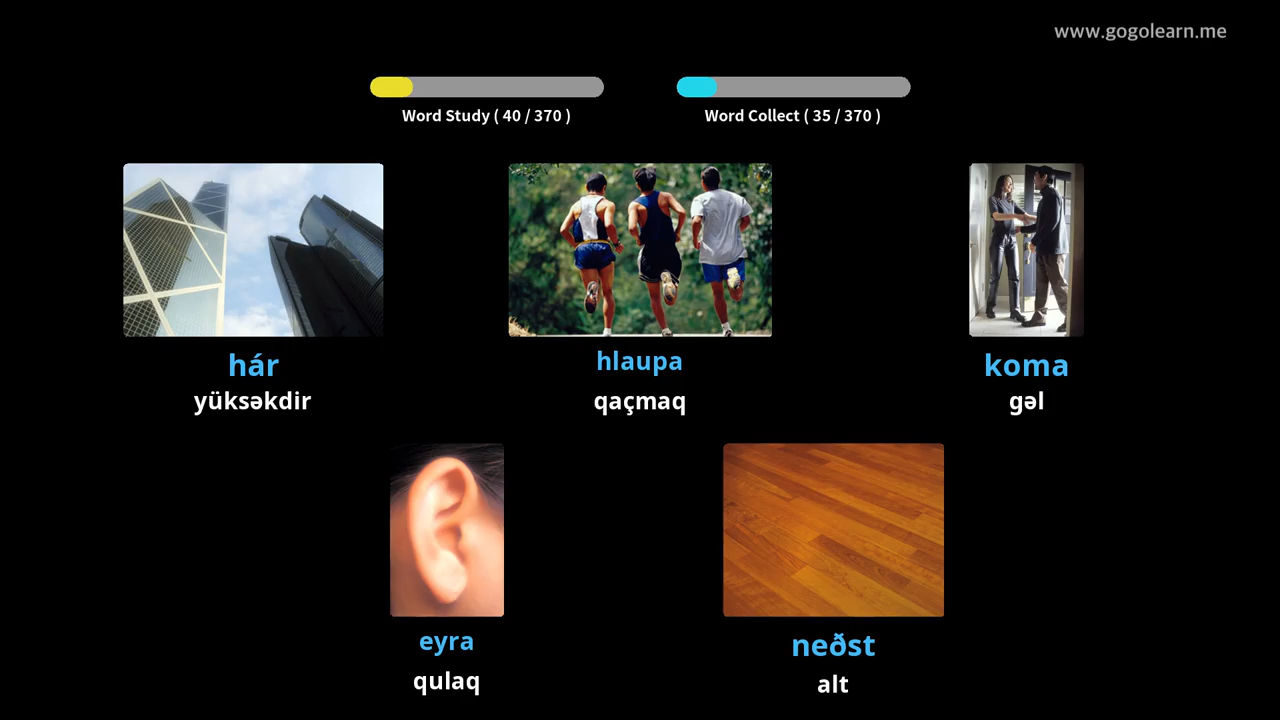 www.gogolearn.me
Word Study ( 40 / 370 )
Word Collect ( 35 / 370 )
hár
yüksəkdir
hlaupa
qaçmaq
koma
gəl
eyra
qulaq
neðst
alt